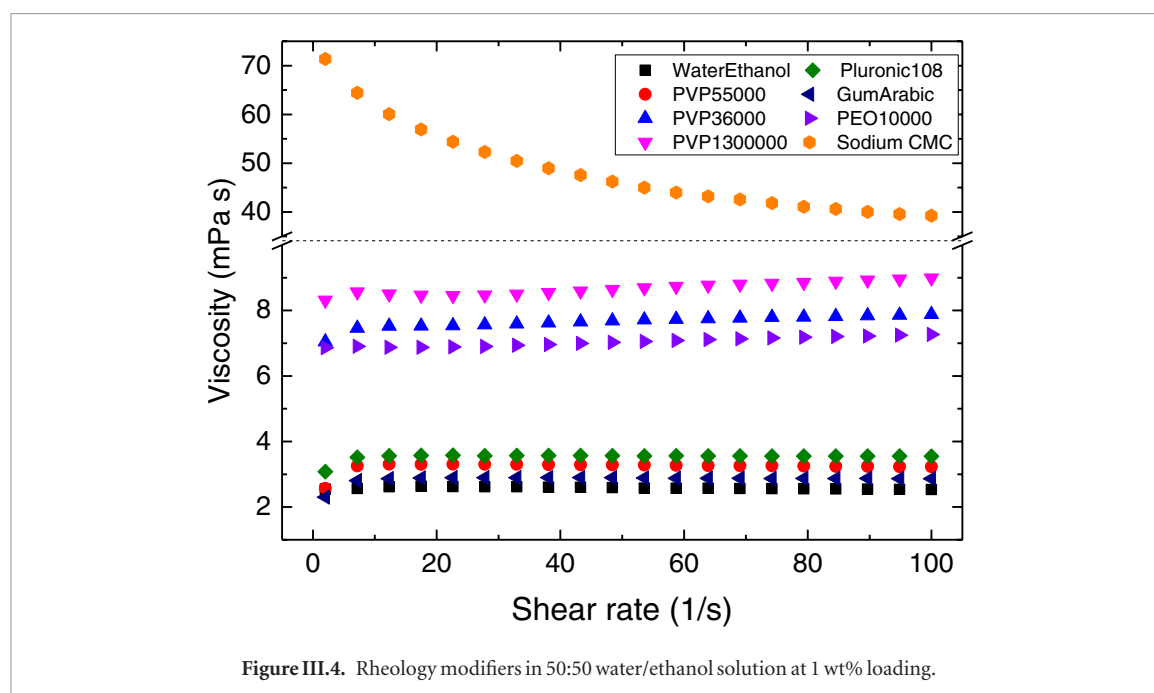 70
60
50
40
8
6
4
2
Viscosity (mPa s)
WaterEthanol
PVP55000
PVP36000
PVP1300000
Pluronic108
GumArabic
PEO10000
Sodium CMC
0 20 40 60 80 100
Shear rate (1/s)
Figure III.4. Rheology modifiers in 50:50 water/ethanol solution at 1 wt% loading.